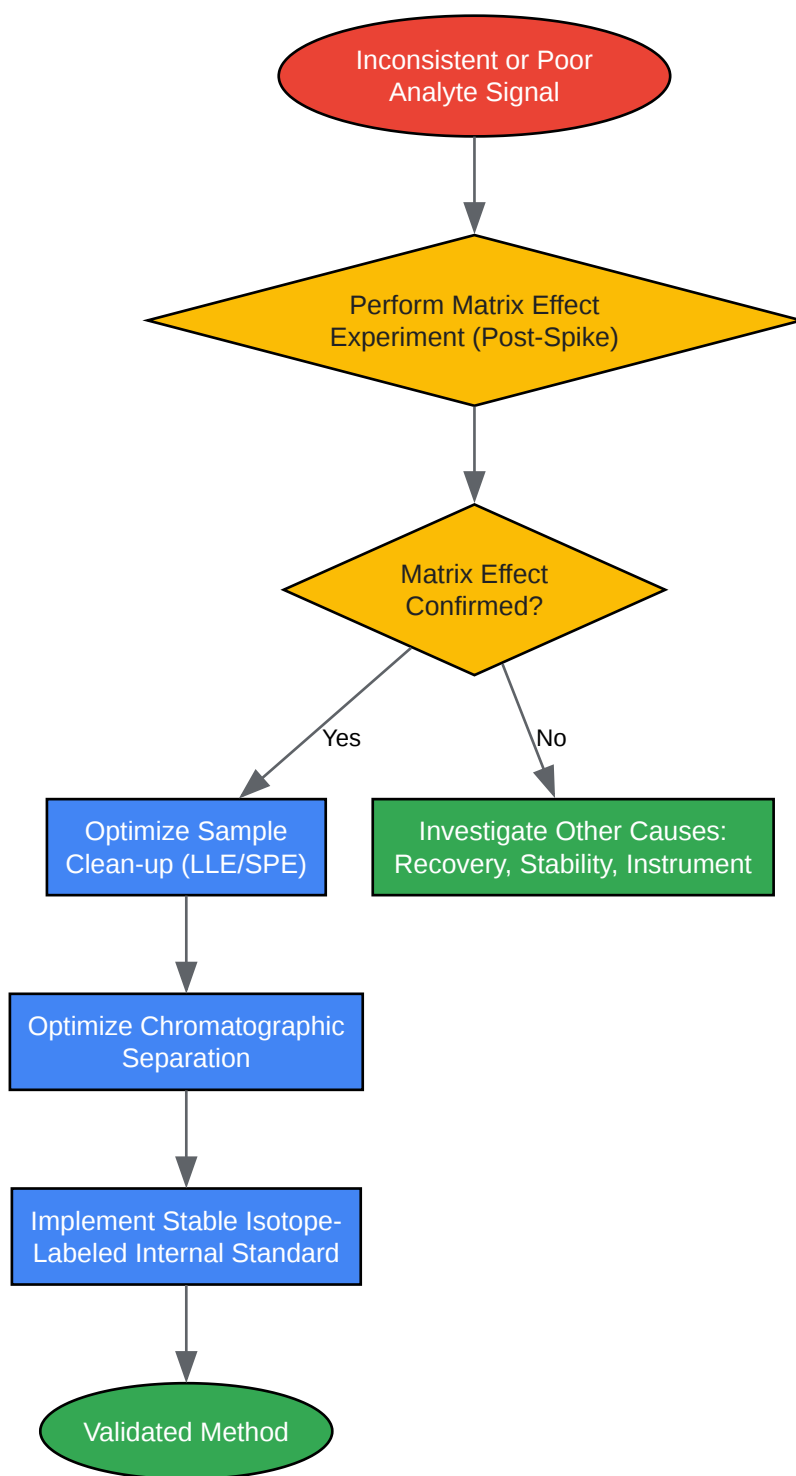 Inconsistent or Poor
Analyte Signal
Perform Matrix Effect
Experiment (Post-Spike)
Matrix Effect
Confirmed?
Yes
No
Optimize Sample
Clean-up (LLE/SPE)
Investigate Other Causes:
Recovery, Stability, Instrument
Optimize Chromatographic
Separation
Implement Stable Isotope-
Labeled Internal Standard
Validated Method